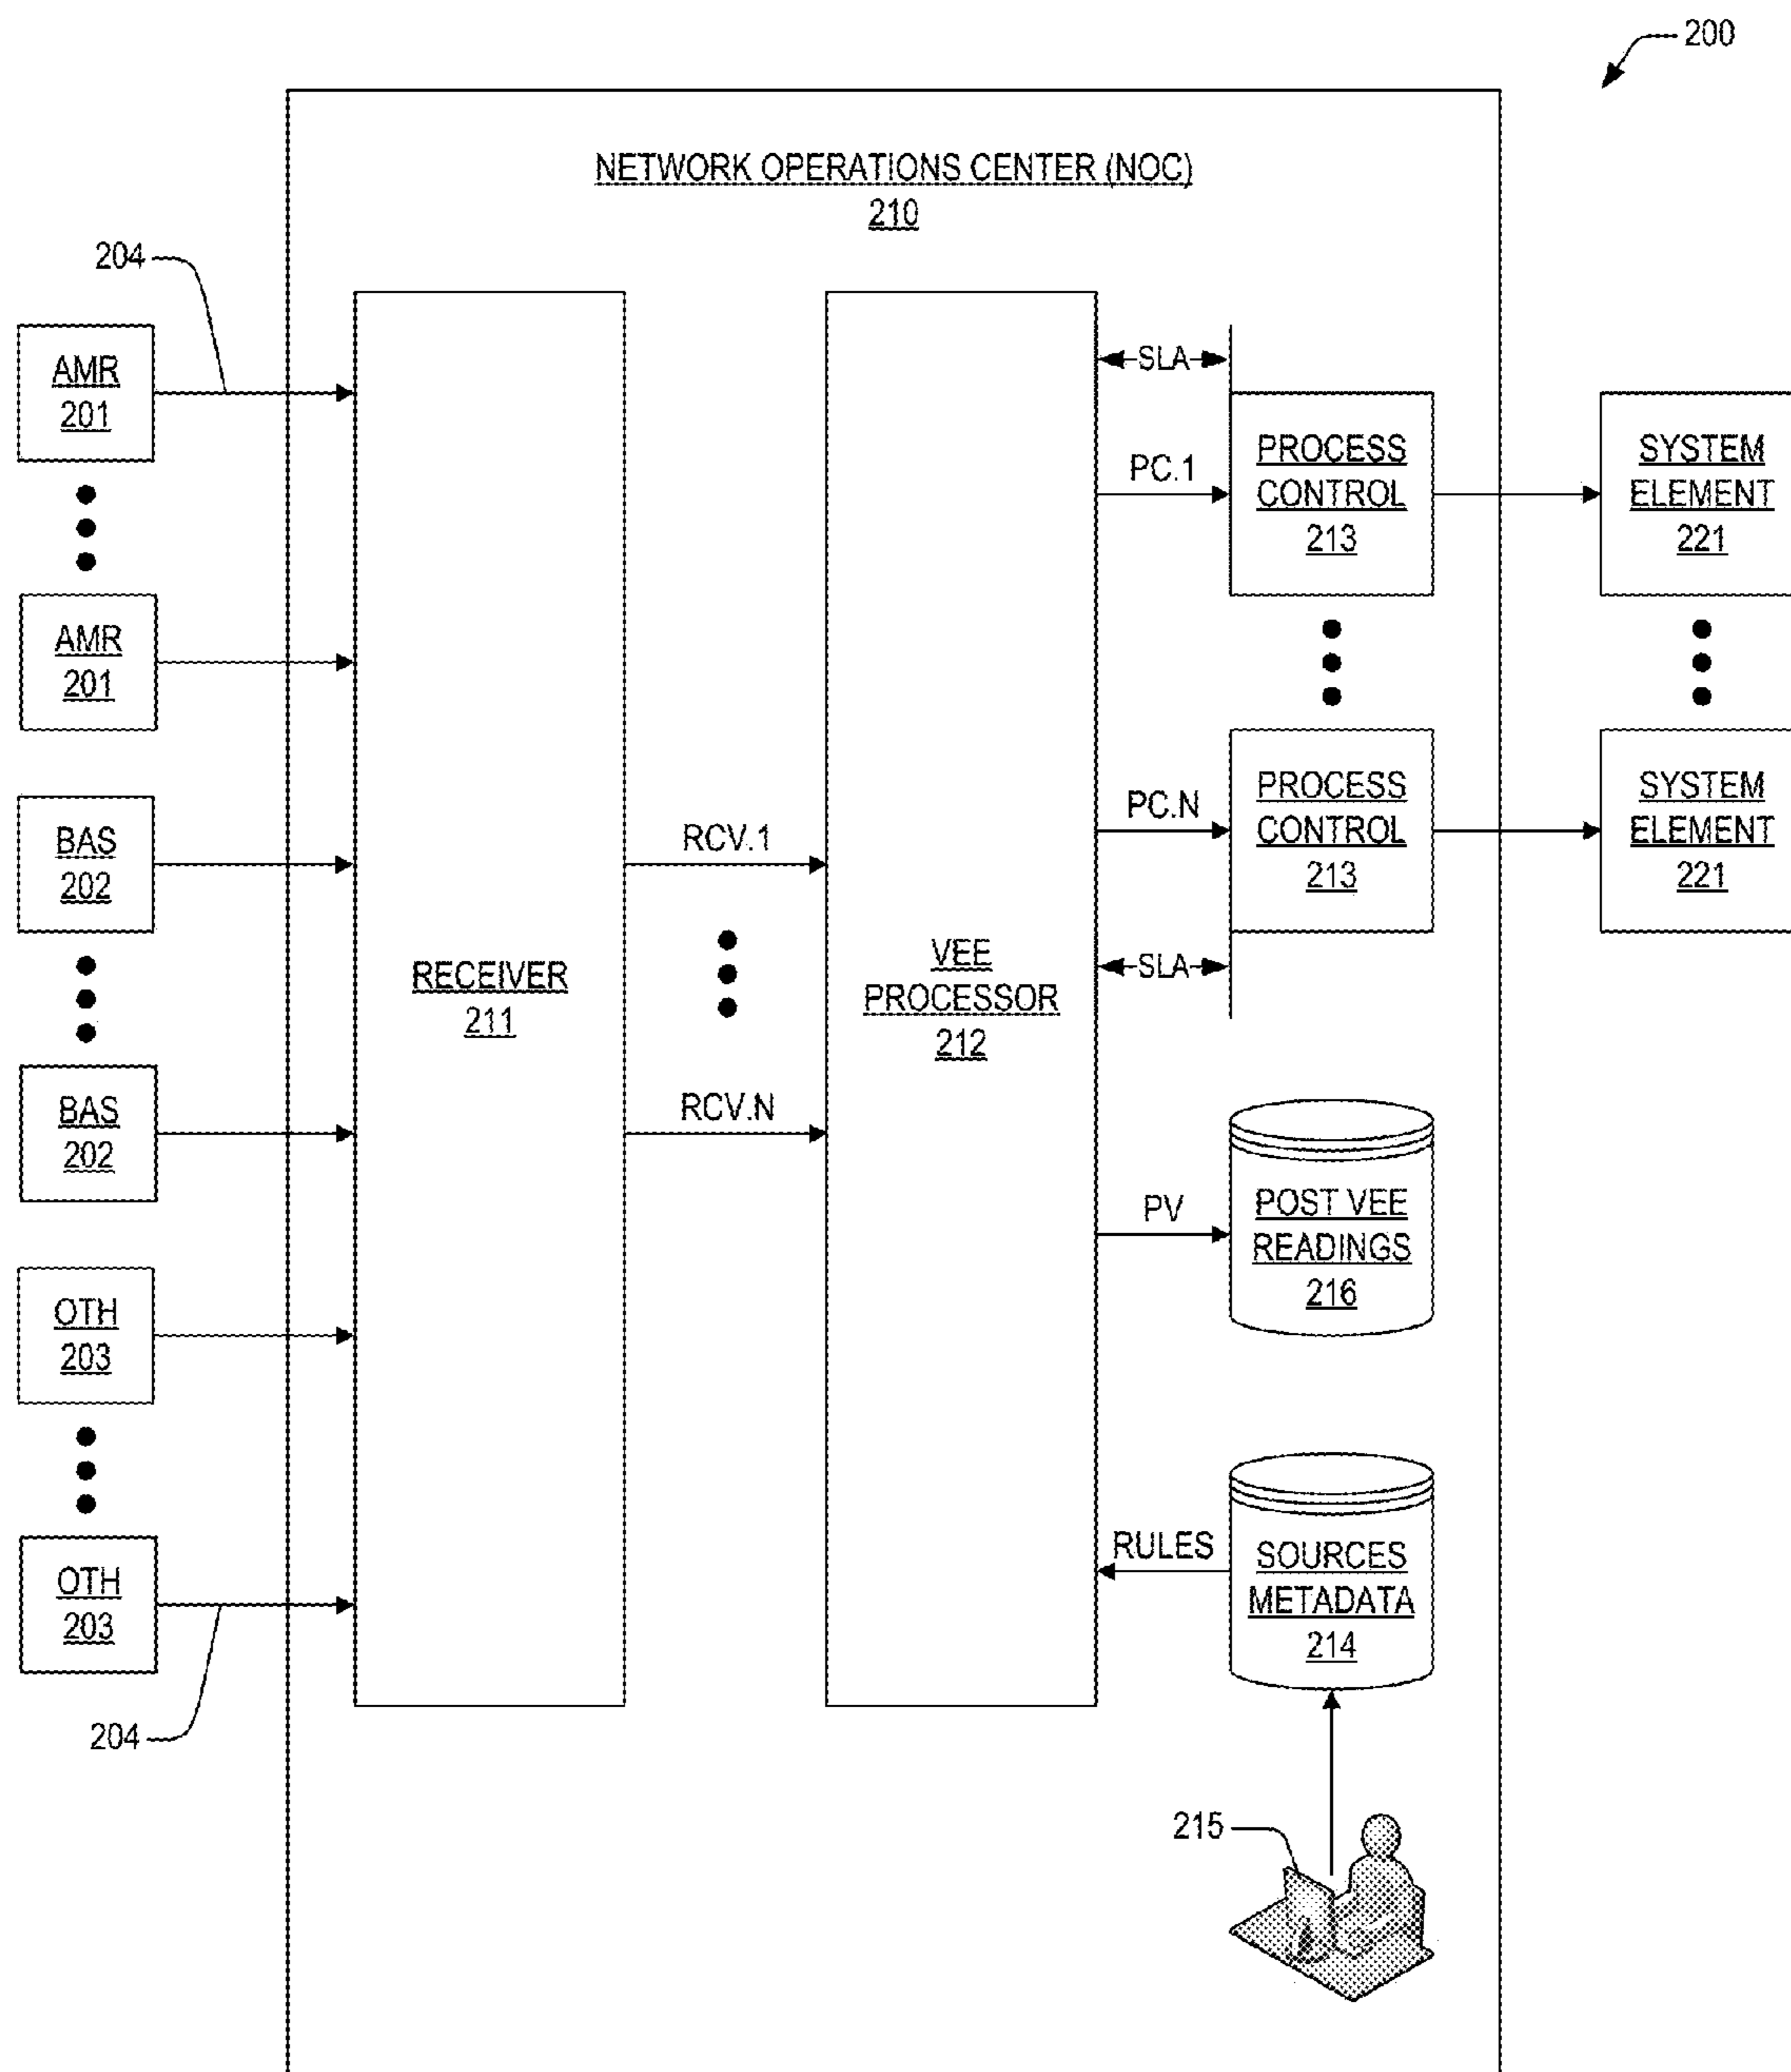 200
NETWORK OPERATIONS CENTER (NOC)
210
204
AMR
201
AMR
201
BAS
202
BAS
202
OTH
203
OTH
203
204
RECEIVER
211
RCV.1
RCV.N
VEE
PROCESSOR
212
SLA
PC.1
PROCESS
CONTROL
213
SYSTEM
ELEMENT
221
PC.N
PROCESS
CONTROL
213
SYSTEM
ELEMENT
221
SLA
PV
POST VEE
READINGS
216
RULES
SOURCES
METADATA
214
215